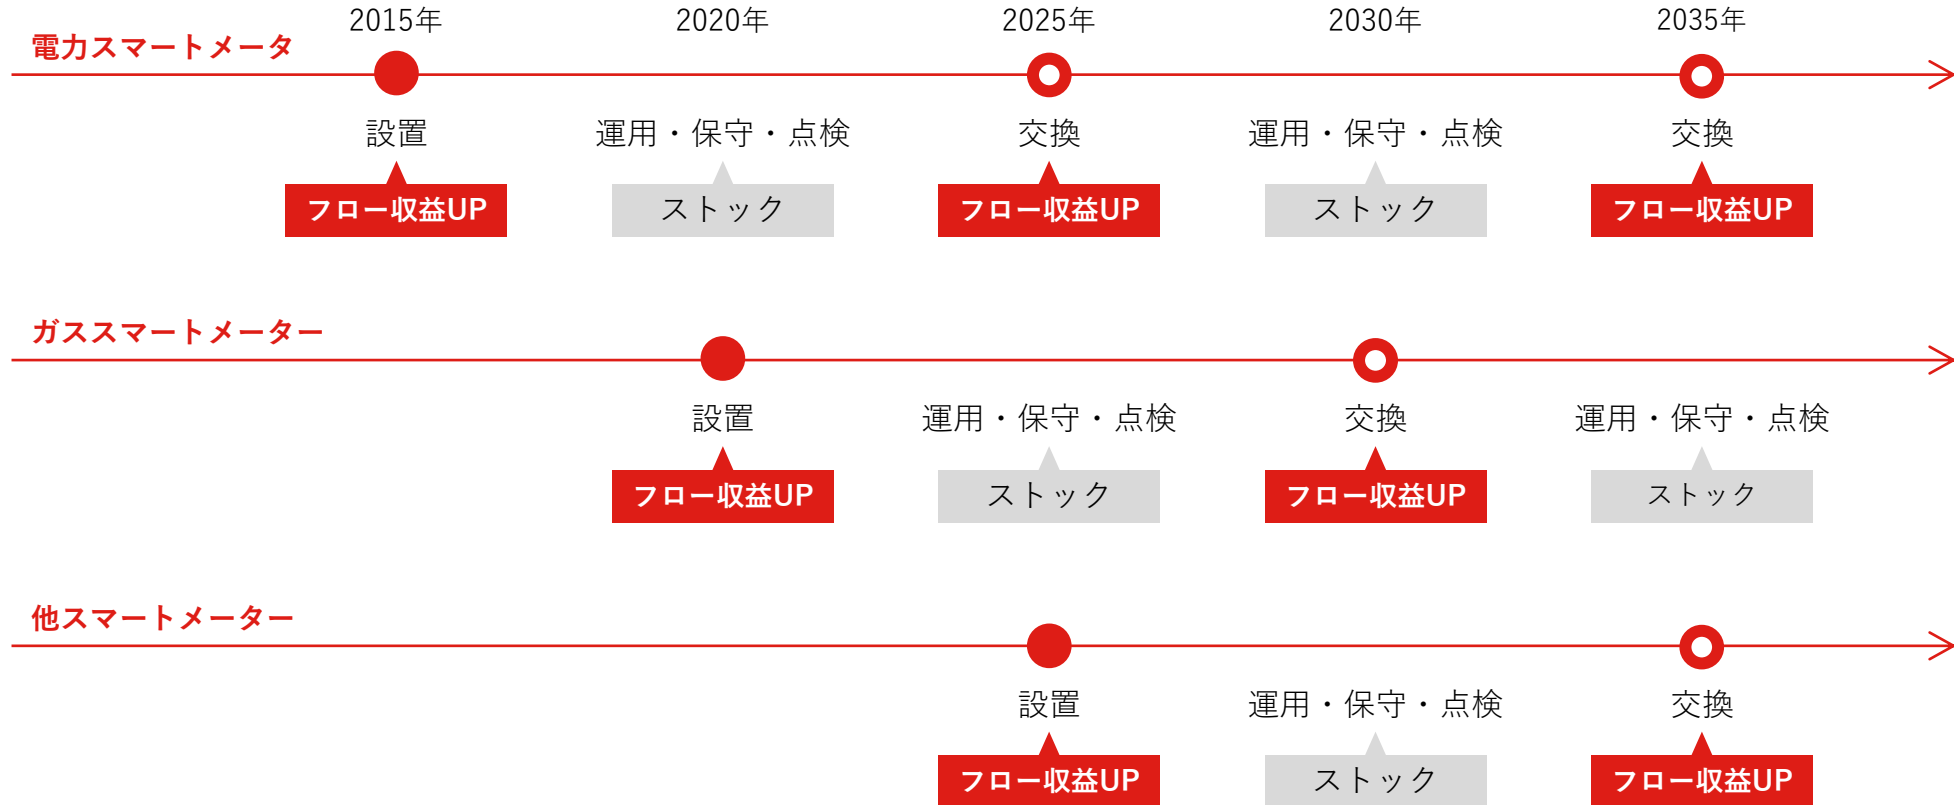 2015年 2020年 2025年 2030年 2035年
電力スマートメータ
設置 運用・保守・点検 交換 運用・保守・点検 交換
フロー収益UP ストック フロー収益UP ストック フロー収益UP
ガススマートメーター
設置 運用・保守・点検 交換 運用・保守・点検
フロー収益UP ストック フロー収益UP ストック
他スマートメーター
設置 運用・保守・点検 交換
フロー収益UP ストック フロー収益UP